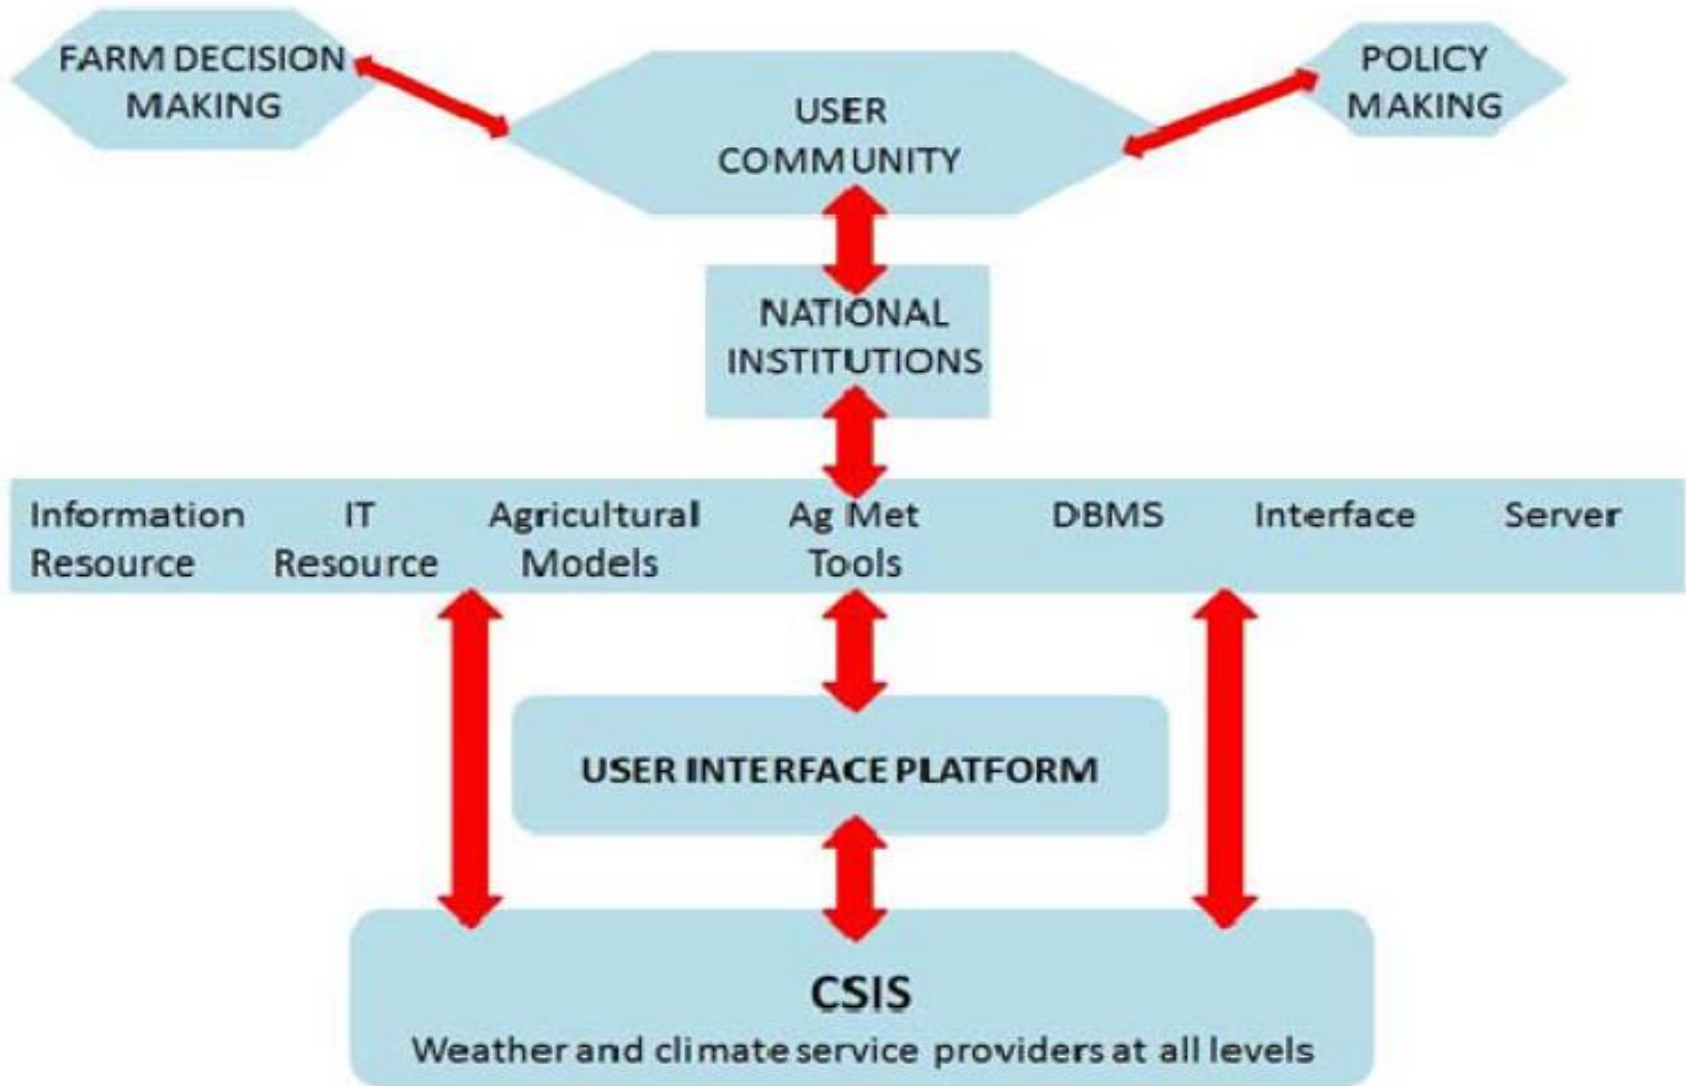 FARM DECISION
MAKING
USER
COMMUNITY
POLICY
MAKING
NATIONAL
INSTITUTIONS
Information
Resource
IT
Resource
Agricultural
Models
Ag Met
Tools
DBMS
Interface
Server
USER INTERFACE PLATFORM
CSIS
Weather and climate service providers at all levels